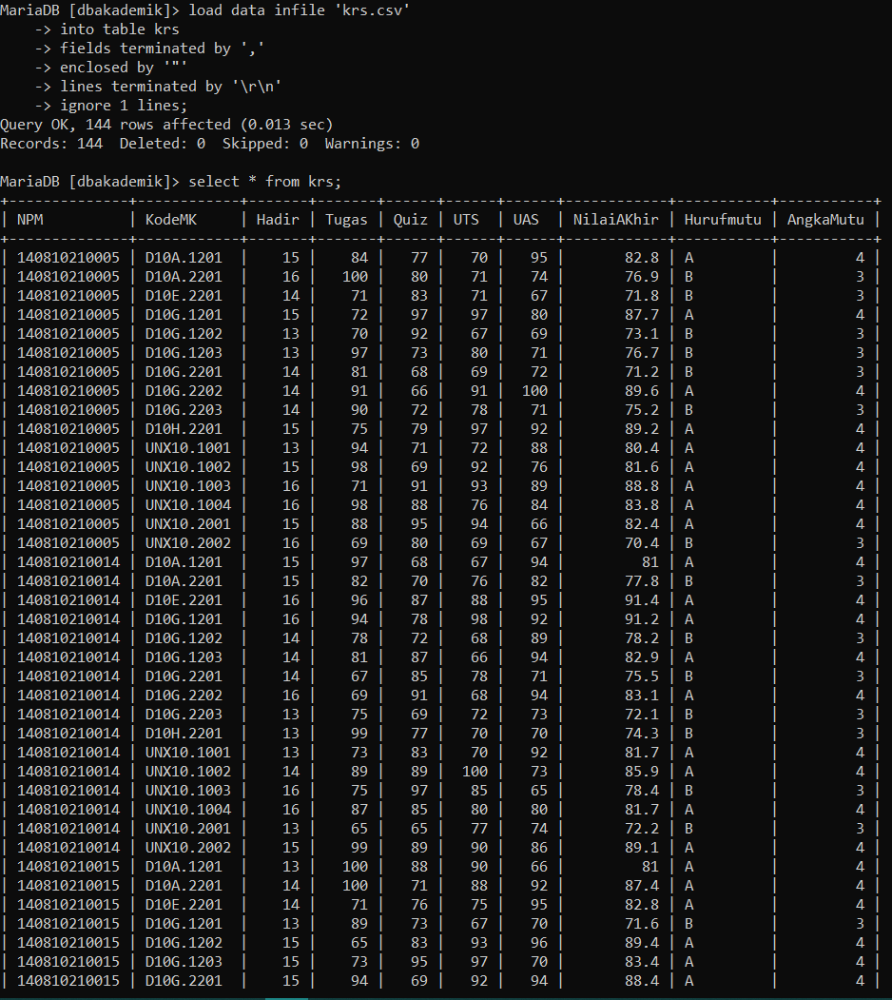 MariaDB [dbakademik]> load data infile 'krs.csv'
    -> into table krs
    -> fields terminated by ','
    -> enclosed by '"'
    -> lines terminated by '\r\n'
    -> ignore 1 lines;
Query OK, 144 rows affected (0.013 sec)
Records: 144  Deleted: 0  Skipped: 0  Warnings: 0

MariaDB [dbakademik]> select * from krs;
+--------------+------------+-------+-------+------+------+------+------------+-----------+-----------+
| NPM          | KodeMK     | Hadir | Tugas | Quiz | UTS  | UAS  | NilaiAKhir | Hurufmutu | AngkaMutu |
+--------------+------------+-------+-------+------+------+------+------------+-----------+-----------+
| 140810210005 | D10A.1201  |    15 |    84 |   77 |   70 |   95 |       82.8 | A         |         4 |
| 140810210005 | D10A.2201  |    16 |   100 |   80 |   71 |   74 |       76.9 | B         |         3 |
| 140810210005 | D10E.2201  |    14 |    71 |   83 |   71 |   67 |       71.8 | B         |         3 |
| 140810210005 | D10G.1201  |    15 |    72 |   97 |   97 |   80 |       87.7 | A         |         4 |
| 140810210005 | D10G.1202  |    13 |    70 |   92 |   67 |   69 |       73.1 | B         |         3 |
| 140810210005 | D10G.1203  |    13 |    97 |   73 |   80 |   71 |       76.7 | B         |         3 |
| 140810210005 | D10G.2201  |    14 |    81 |   68 |   69 |   72 |       71.2 | B         |         3 |
| 140810210005 | D10G.2202  |    14 |    91 |   66 |   91 |  100 |       89.6 | A         |         4 |
| 140810210005 | D10G.2203  |    14 |    90 |   72 |   78 |   71 |       75.2 | B         |         3 |
| 140810210005 | D10H.2201  |    15 |    75 |   79 |   97 |   92 |       89.2 | A         |         4 |
| 140810210005 | UNX10.1001 |    13 |    94 |   71 |   72 |   88 |       80.4 | A         |         4 |
| 140810210005 | UNX10.1002 |    15 |    98 |   69 |   92 |   76 |       81.6 | A         |         4 |
| 140810210005 | UNX10.1003 |    16 |    71 |   91 |   93 |   89 |       88.8 | A         |         4 |
| 140810210005 | UNX10.1004 |    16 |    98 |   88 |   76 |   84 |       83.8 | A         |         4 |
| 140810210005 | UNX10.2001 |    15 |    88 |   95 |   94 |   66 |       82.4 | A         |         4 |
| 140810210005 | UNX10.2002 |    16 |    69 |   80 |   69 |   67 |       70.4 | B         |         3 |
| 140810210014 | D10A.1201  |    15 |    97 |   68 |   67 |   94 |         81 | A         |         4 |
| 140810210014 | D10A.2201  |    15 |    82 |   70 |   76 |   82 |       77.8 | B         |         3 |
| 140810210014 | D10E.2201  |    16 |    96 |   87 |   88 |   95 |       91.4 | A         |         4 |
| 140810210014 | D10G.1201  |    16 |    94 |   78 |   98 |   92 |       91.2 | A         |         4 |
| 140810210014 | D10G.1202  |    14 |    78 |   72 |   68 |   89 |       78.2 | B         |         3 |
| 140810210014 | D10G.1203  |    14 |    81 |   87 |   66 |   94 |       82.9 | A         |         4 |
| 140810210014 | D10G.2201  |    14 |    67 |   85 |   78 |   71 |       75.5 | B         |         3 |
| 140810210014 | D10G.2202  |    16 |    69 |   91 |   68 |   94 |       83.1 | A         |         4 |
| 140810210014 | D10G.2203  |    13 |    75 |   69 |   72 |   73 |       72.1 | B         |         3 |
| 140810210014 | D10H.2201  |    13 |    99 |   77 |   70 |   70 |       74.3 | B         |         3 |
| 140810210014 | UNX10.1001 |    13 |    73 |   83 |   70 |   92 |       81.7 | A         |         4 |
| 140810210014 | UNX10.1002 |    14 |    89 |   89 |  100 |   73 |       85.9 | A         |         4 |
| 140810210014 | UNX10.1003 |    16 |    75 |   97 |   85 |   65 |       78.4 | B         |         3 |
| 140810210014 | UNX10.1004 |    16 |    87 |   85 |   80 |   80 |       81.7 | A         |         4 |
| 140810210014 | UNX10.2001 |    13 |    65 |   65 |   77 |   74 |       72.2 | B         |         3 |
| 140810210014 | UNX10.2002 |    15 |    99 |   89 |   90 |   86 |       89.1 | A         |         4 |
| 140810210015 | D10A.1201  |    13 |   100 |   88 |   90 |   66 |         81 | A         |         4 |
| 140810210015 | D10A.2201  |    14 |   100 |   71 |   88 |   92 |       87.4 | A         |         4 |
| 140810210015 | D10E.2201  |    14 |    71 |   76 |   75 |   95 |       82.8 | A         |         4 |
| 140810210015 | D10G.1201  |    13 |    89 |   73 |   67 |   70 |       71.6 | B         |         3 |
| 140810210015 | D10G.1202  |    15 |    65 |   83 |   93 |   96 |       89.4 | A         |         4 |
| 140810210015 | D10G.1203  |    15 |    73 |   95 |   97 |   70 |       83.4 | A         |         4 |
| 140810210015 | D10G.2201  |    15 |    94 |   69 |   92 |   94 |       88.4 | A         |         4 |